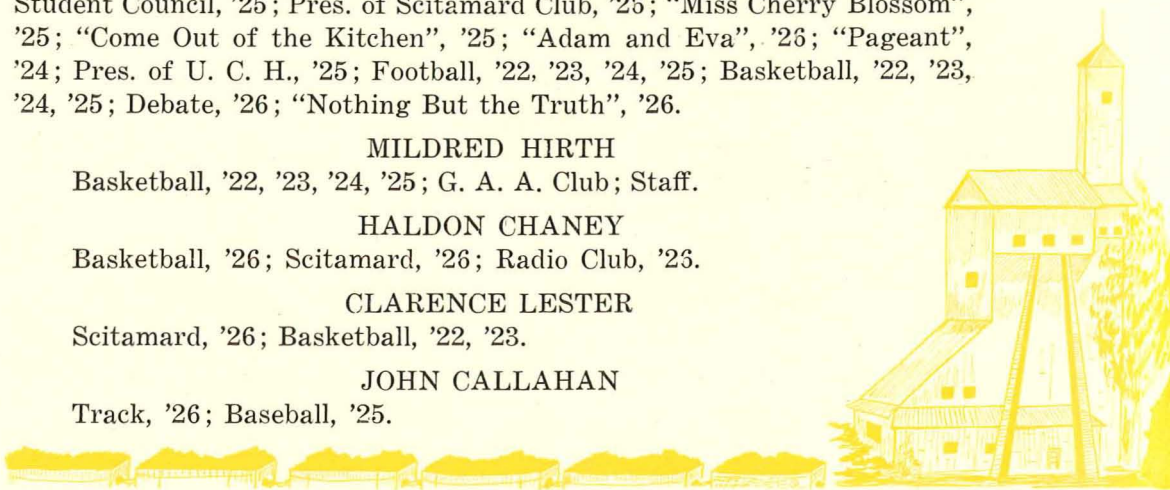 Student Council, '25; Pres. of Scitamard Club, '25; "Miss Cherry Blossom",
'25; "Come Out of the Kitchen", '25; "Adam and Eva", '26; "Pageant",
'24; Pres. of U. C. H., '25; Football, '22, '23, '24, '25; Basketball, '22, '23,
'24, '25; Debate, '26; "Nothing But the Truth", '26.
MILDRED HIRTH
Basketball, '22, '23, '24, '25; G. A. A. Club; Staff.
HALDON CHANEY
Basketball, '26; Scitamard, '26; Radio Club, '23.
CLARENCE LESTER
Scitamard, '26; Basketball, '22, '23.
JOHN CALLAHAN
Track, '26; Baseball, '25.